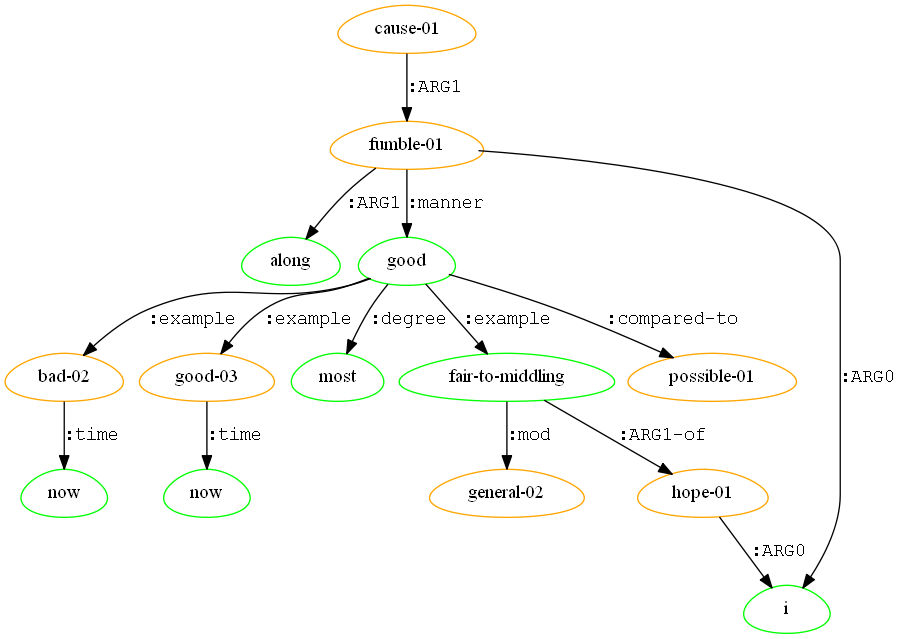 cause-01
:ARG1
fumble-01
:ARG1 :manner
along good
:example :example :degree :example :compared-to
:ARG0
bad-02 good-03 most fair-to-middling possible-01
:time :time :mod :ARG1-of
now now general-02 hope-01
:ARG0
i